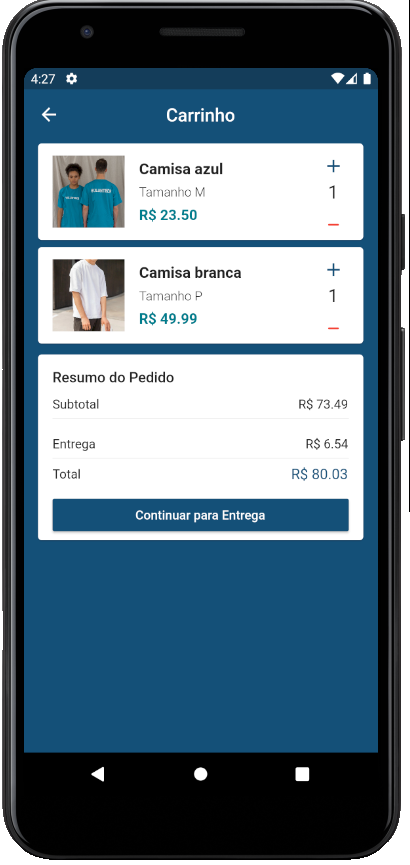 4:27
Carrinho
Camisa azul
Tamanho M
R$ 23.50
1
Camisa branca
Tamanho P
R$ 49.99
1
Resumo do Pedido
Subtotal R$ 73.49
Entrega R$ 6.54
Total R$ 80.03
Continuar para Entrega